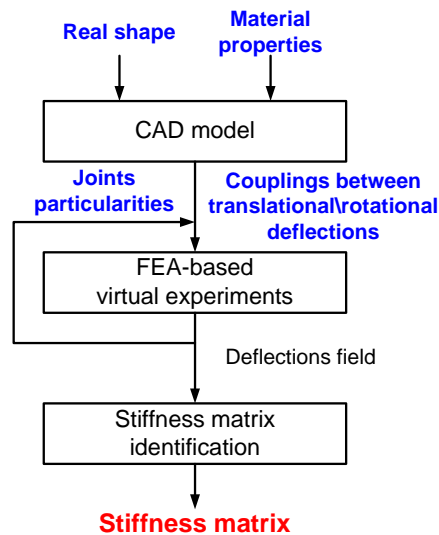 Real shape
Material
properties
CAD model
Joints
particularities
Couplings between
translational\rotational
deflections
FEA-based
virtual experiments
Deflections field
Stiffness matrix
identification
Stiffness matrix